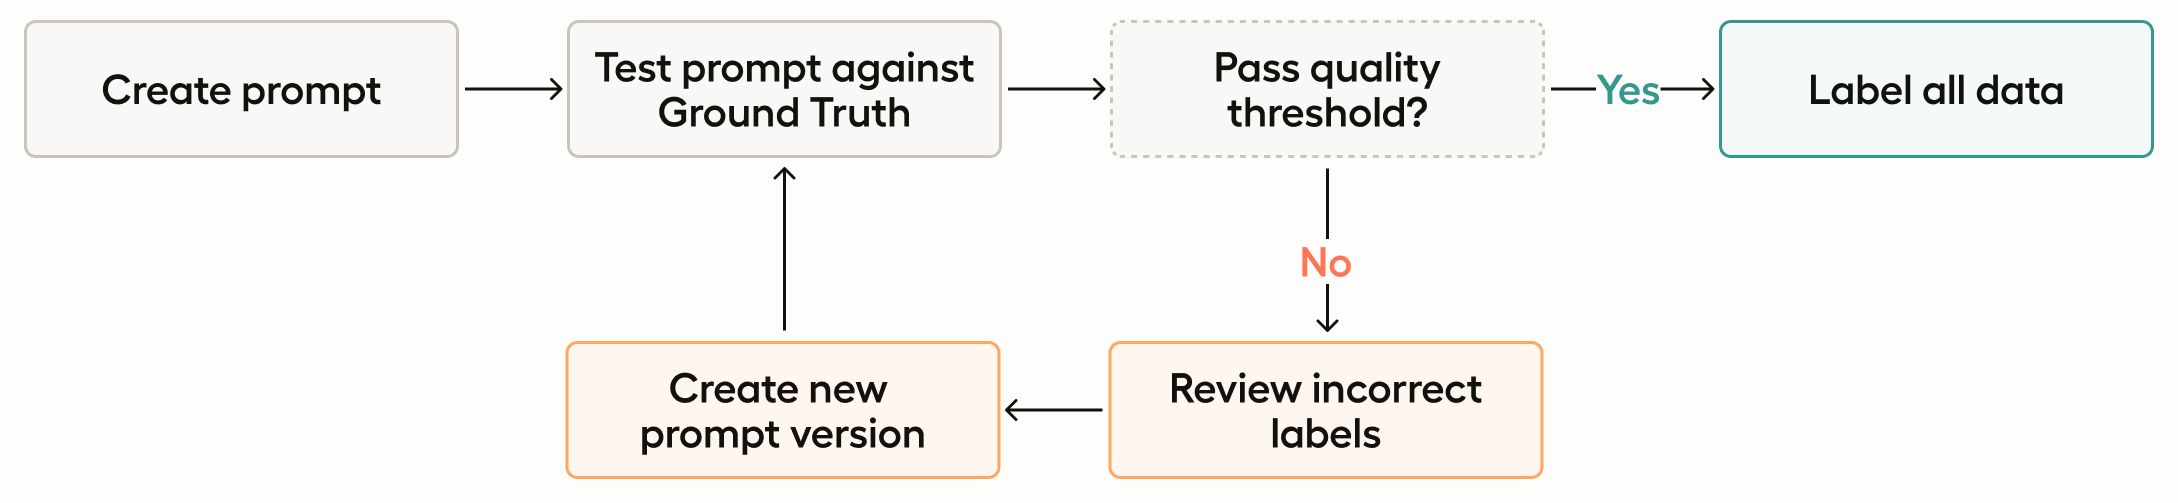 Create prompt
Test prompt against
Ground Truth
Pass quality
threshold?
Yes
Label all data
No
Create new
prompt version
Review incorrect
labels